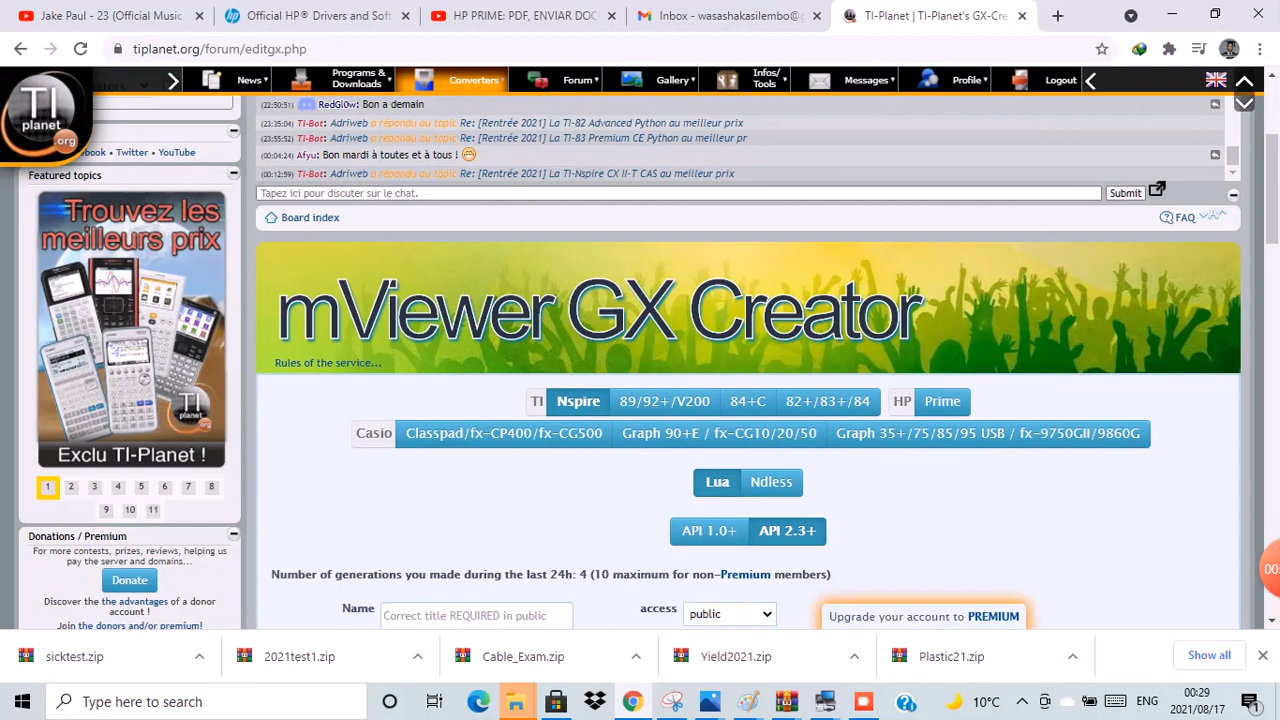 Jake Paul - 23 (Official Music
Official HP® Drivers and Soft
HP PRIME: PDF, ENVIAR DOC
Inbox - wasashakasilembo@g
TI-Planet | TI-Planet's GX-Cre
tiplanet.org/forum/editgx.php
TI
planet
.org
News
Programs &
Downloads
Converters
Forum
Gallery
Infos/
Tools
Messages
Profile
Logout
(22:50:51) RedGl0w: Bon a demain
(23:35:04) TI-Bot: Adriweb a répondu au topic Re: [Rentrée 2021] La TI-82 Advanced Python au meilleur prix
(23:55:52) TI-Bot: Adriweb a répondu au topic Re: [Rentrée 2021] La TI-83 Premium CE Python au meilleur pr
(00:04:24) Afyu: Bon mardi à toutes et à tous !
(00:12:59) TI-Bot: Adriweb a répondu au topic Re: [Rentrée 2021] La TI-Nspire CX II-T CAS au meilleur prix
Tapez ici pour discuter sur le chat.
Submit
Board index
FAQ
book • Twitter • YouTube
Featured topics
Trouvez les
meilleurs prix
TI
planet
.org
Exclu TI-Planet !
1 2 3 4 5 6 7 8
9 10 11
Donations / Premium
For more contests, prizes, reviews, helping us
pay the server and domains...
Donate
Discover the the advantages of a donor
account !
Join the donors and/or premium!
mViewer GX Creator
Rules of the service...
TI Nspire 89/92+/V200 84+C 82+/83+/84 HP Prime
Casio Classpad/fx-CP400/fx-CG500 Graph 90+E / fx-CG10/20/50 Graph 35+/75/85/95 USB / fx-9750GII/9860G
Lua Ndless
API 1.0+ API 2.3+
Number of generations you made during the last 24h: 4 (10 maximum for non-Premium members)
Name Correct title REQUIRED in public
access public
Upgrade your account to PREMIUM
00:
sicktest.zip
2021test1.zip
Cable_Exam.zip
Yield2021.zip
Plastic21.zip
Show all
Type here to search
10°C
ENG
00:29
2021/08/17
1